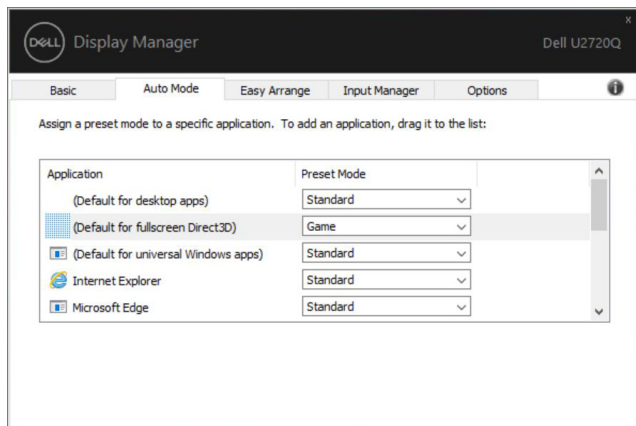 DELL Display Manager
Dell U2720Q
x
Basic Auto Mode Easy Arrange Input Manager Options
Assign a preset mode to a specific application. To add an application, drag it to the list:
Application Preset Mode
(Default for desktop apps) Standard
(Default for fullscreen Direct3D) Game
(Default for universal Windows apps) Standard
Internet Explorer Standard
Microsoft Edge Standard